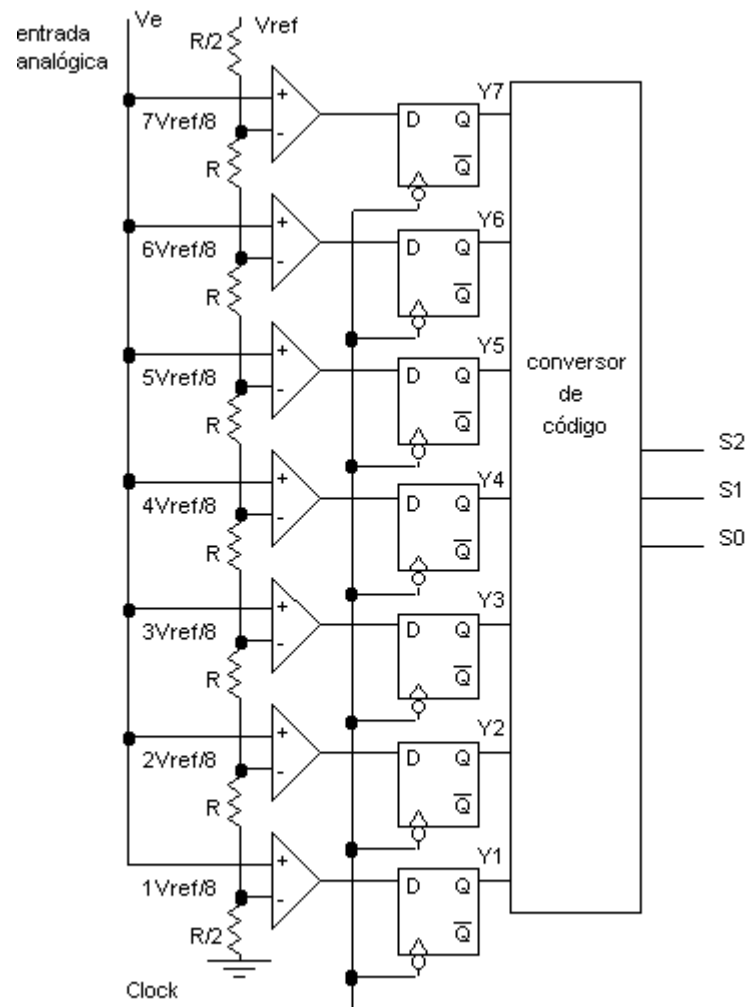 entrada
analógica
Ve
Vref
R/2
7Vref/8
R
6Vref/8
R
5Vref/8
R
4Vref/8
R
3Vref/8
R
2Vref/8
R
1Vref/8
R/2
Clock
+
-
+
-
+
-
+
-
+
-
+
-
+
-
D Q
Q̅
Y7
D Q
Q̅
Y6
D Q
Q̅
Y5
D Q
Q̅
Y4
D Q
Q̅
Y3
D Q
Q̅
Y2
D Q
Q̅
Y1
conversor
de
código
S2
S1
S0